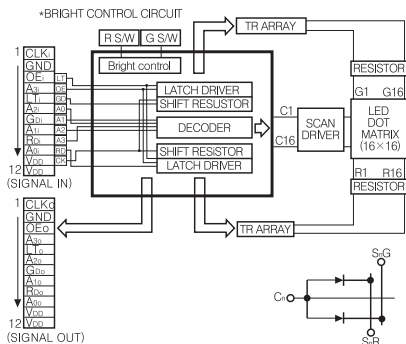 *BRIGHT CONTROL CIRCUIT
R S/W G S/W
Bright control
TR ARRAY
RESISTOR
G1 G16
LED
DOT
MATRIX
(16×16)
R1 R16
RESISTOR
TR ARRAY
1 CLKi
GND
OEi LT
A3i OE
LTi GD
A2i A0
GDi A1
A1i A2
RDi A3
A0i RD
VDD CK
12 VDD
(SIGNAL IN)
LATCH DRIVER
SHIFT RESUSTOR
DECODER
SHIFT RESISTOR
LATCH DRIVER
C1
C16
SCAN
DRIVER
1 CLKo
GND
OEo
A3o
LTo
A2o
GDo
A1o
RDo
A0o
VDD
12 VDD
(SIGNAL OUT)
SnG
Cn
SnR